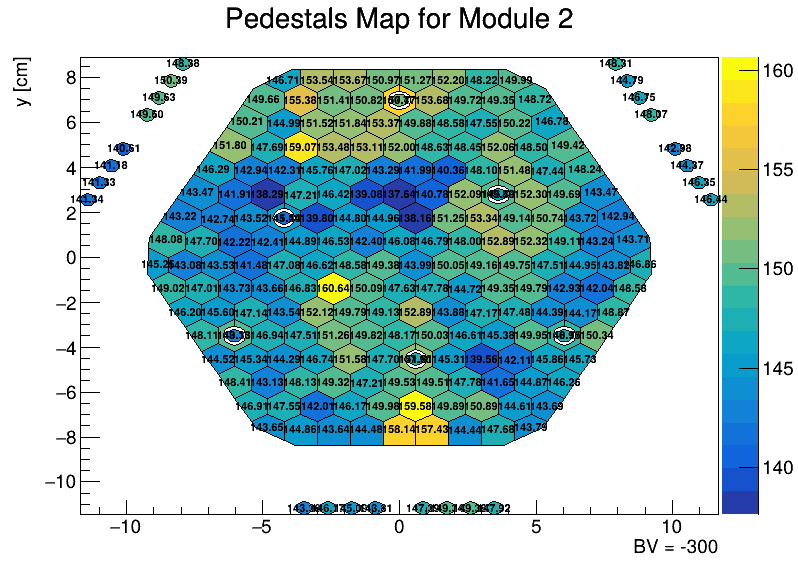 Pedestals Map for Module 2
y [cm]
8
6
4
2
0
−2
−4
−6
−8
−10
148.38
150.39
149.63
149.60
140.61
141.18
141.33
141.34
148.31
144.79
146.75
148.07
142.98
144.37
146.35
146.44
146.71 153.54 153.67 150.97 151.27 152.20 148.22 149.99
149.66 155.38 151.41 150.82 153.68 149.72 149.35 148.72
150.21 144.99 151.52 151.84 153.37 149.88 148.58 147.55 150.22 146.78
151.80 147.69 159.07 153.48 153.11 152.00 148.63 148.45 152.06 148.50 149.42
146.29 142.94 142.31 145.76 147.02 143.29 141.99 140.36 148.10 151.48 147.44 148.24
143.47 141.91 138.29 147.21 146.42 139.08 137.64 140.78 152.09 152.30 149.69 143.47
143.22 142.74 143.52 139.80 144.80 144.96 138.16 151.25 153.34 149.14 150.74 143.72 142.94
148.08 147.70 142.22 142.41 144.89 146.53 142.40 146.08 146.79 148.00 152.89 152.32 149.11 143.24 143.71
145.25 143.08 143.53 141.48 147.08 146.62 148.58 149.38 143.99 150.05 149.16 149.75 147.51 144.95 143.82 146.86
149.02 147.01 143.73 143.66 146.83 160.64 150.09 147.63 147.78 144.72 149.35 149.79 142.93 142.04 148.58
146.20 145.60 147.14 143.54 152.12 149.79 149.13 152.89 143.88 147.17 145.79 147.48 144.17 148.87
148.11 149.94 147.75 151.26 149.82 148.17 150.03 146.61 145.38 149.95 150.34
144.52 145.34 144.29 146.74 151.58 147.70 145.31 139.56 142.11 145.86 145.73
148.41 143.13 148.13 149.32 147.21 149.53 149.51 147.78 141.65 144.87 146.26
146.91 147.55 142.01 146.17 149.98 159.58 149.89 150.89 144.61 143.69
143.65 144.86 143.64 144.48 158.14 157.43 144.44 147.68 143.79
−10 −5 0 5 10
160
155
150
145
140
BV = -300